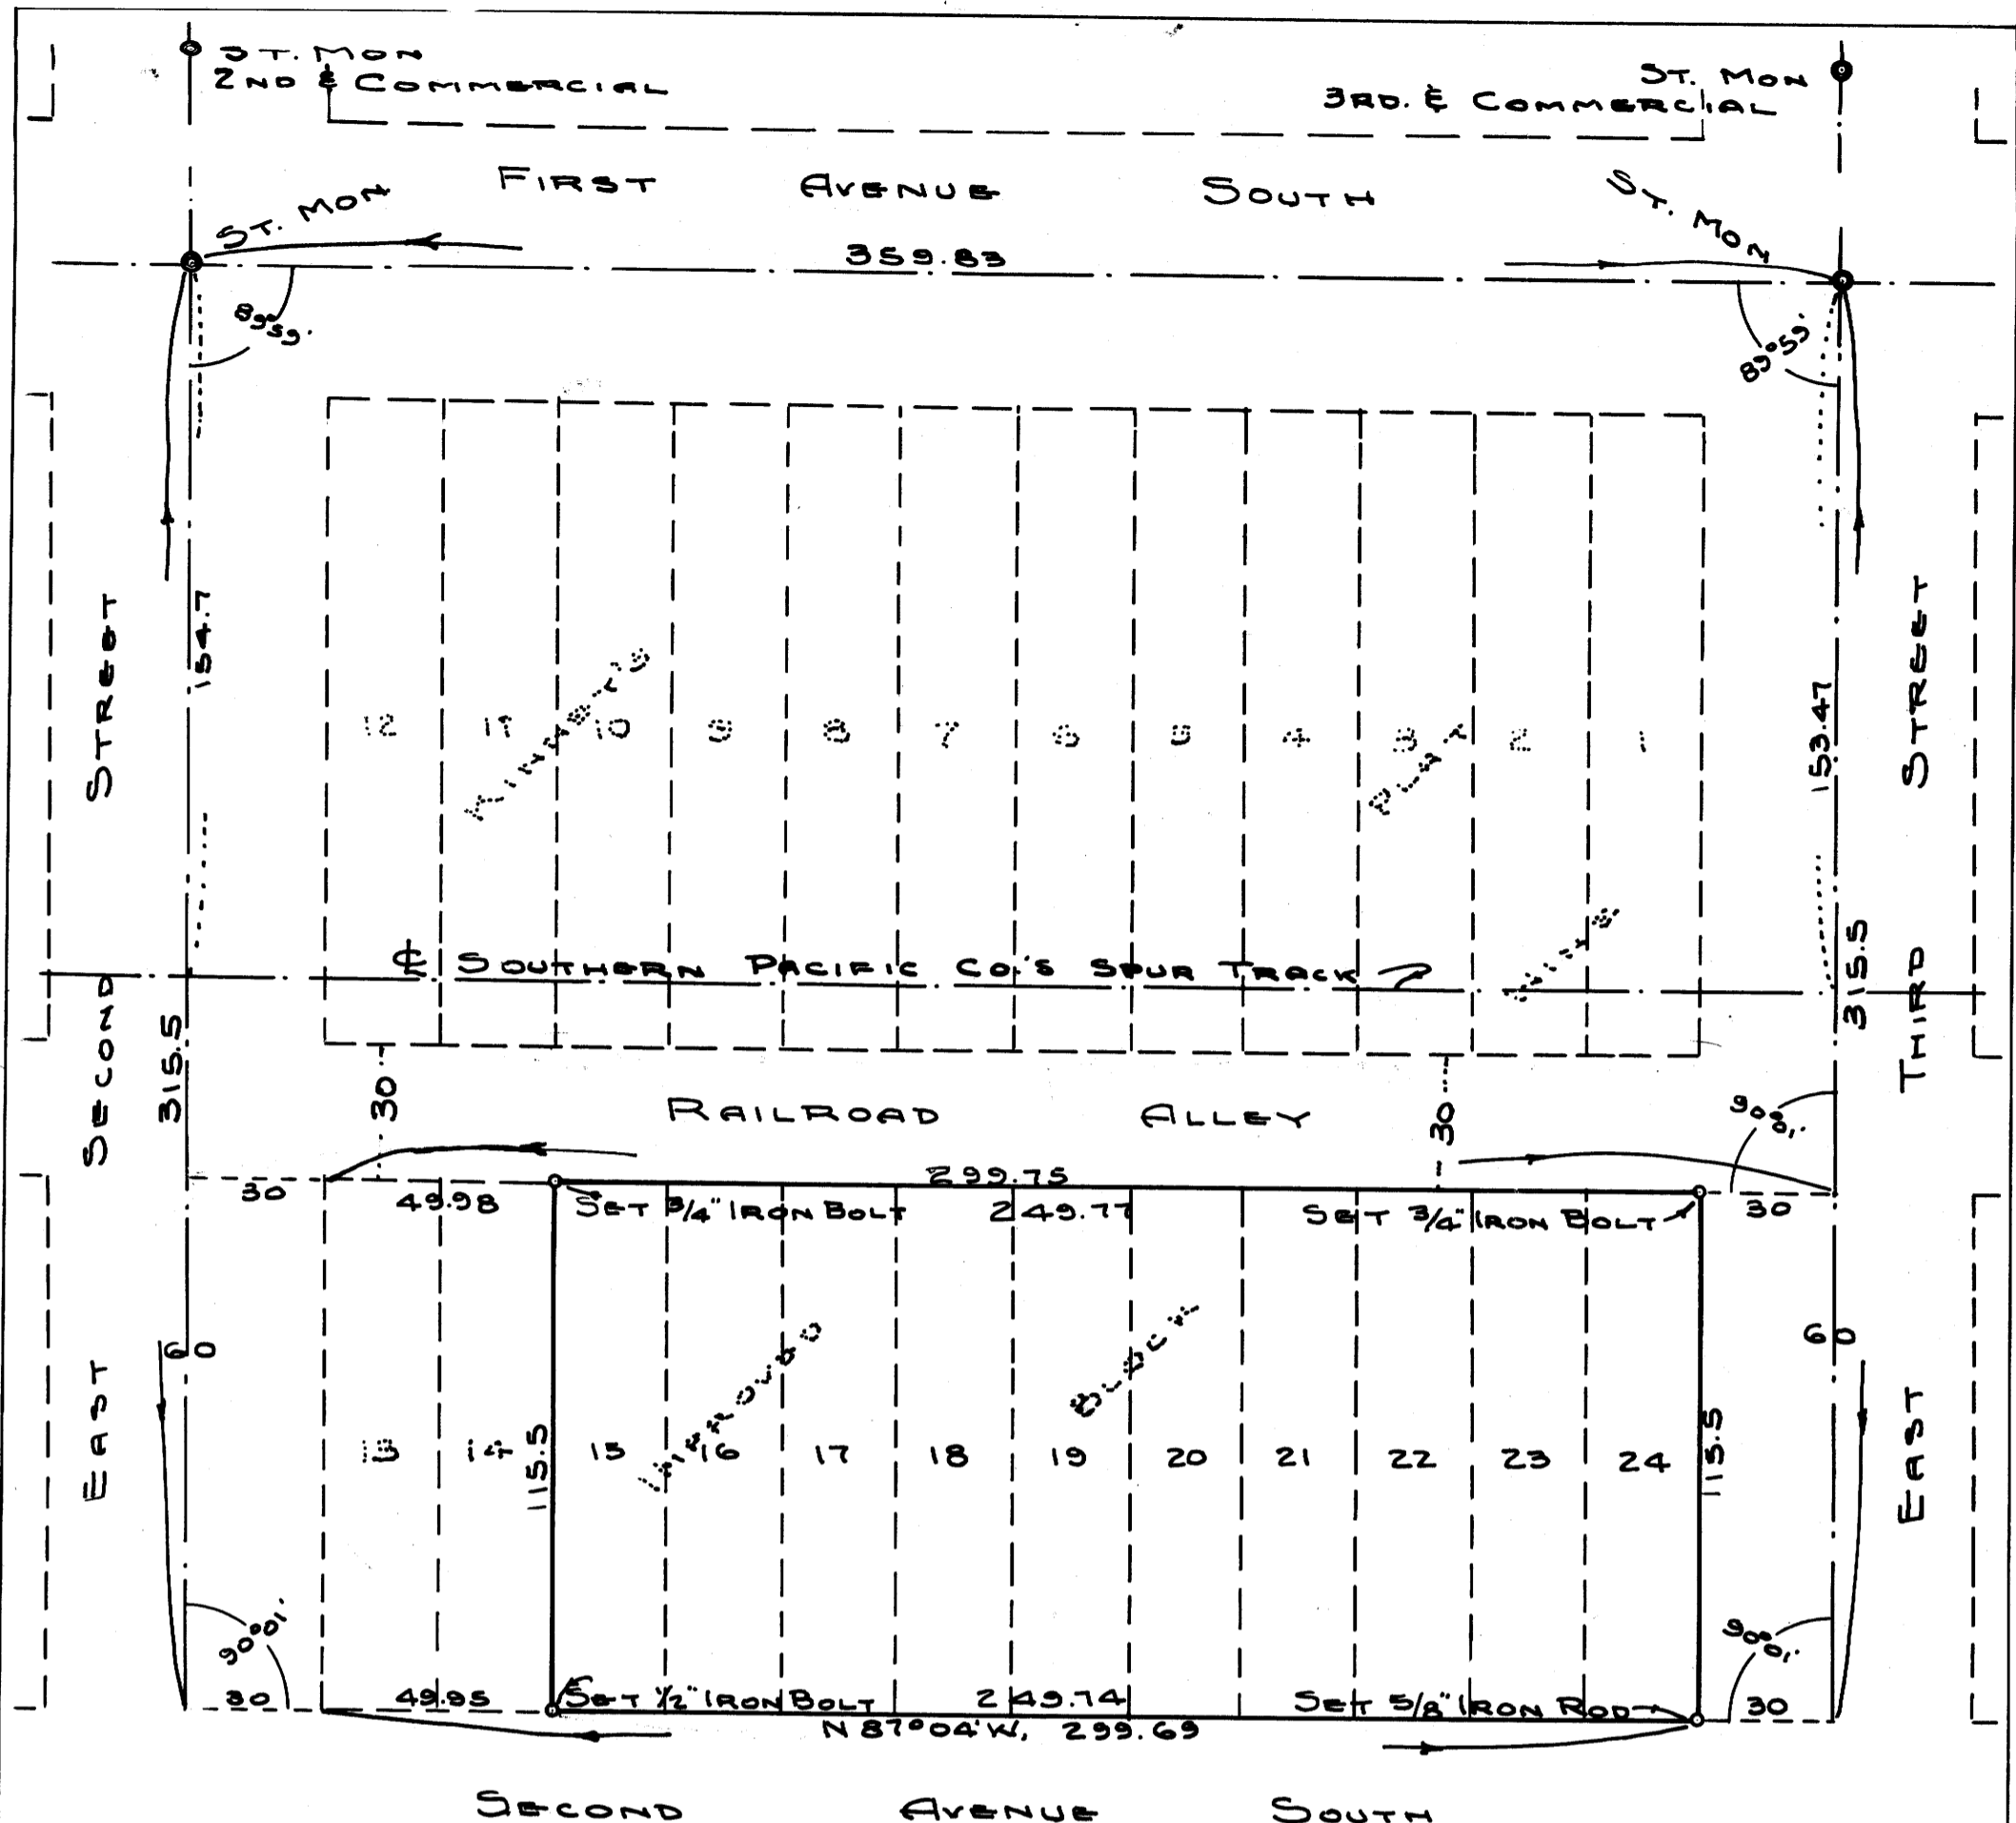 ST. MON
2ND & COMMERCIAL
ST. MON
3RD. & COMMERCIAL
FIRST AVENUE SOUTH
ST. MON
ST. MON
359.83
89°59'
89°59'
154.7
153.47
12 11 10 9 8 7 6 5 4 3 2 1
℄ SOUTHERN PACIFIC CO.'S SPUR TRACK
315.5
315.5
30
30
RAILROAD ALLEY
90°01'
299.75
30
49.98
SET 3/4" IRON BOLT
249.77
SET 3/4" IRON BOLT
30
60
60
115.5
115.5
13 14 15 16 17 18 19 20 21 22 23 24
90°01'
90°01'
30
49.95
SET 1/2" IRON BOLT
249.74
SET 5/8" IRON ROD
30
N 87°04' W, 299.69
SECOND AVENUE SOUTH
EAST SECOND STREET
EAST THIRD STREET